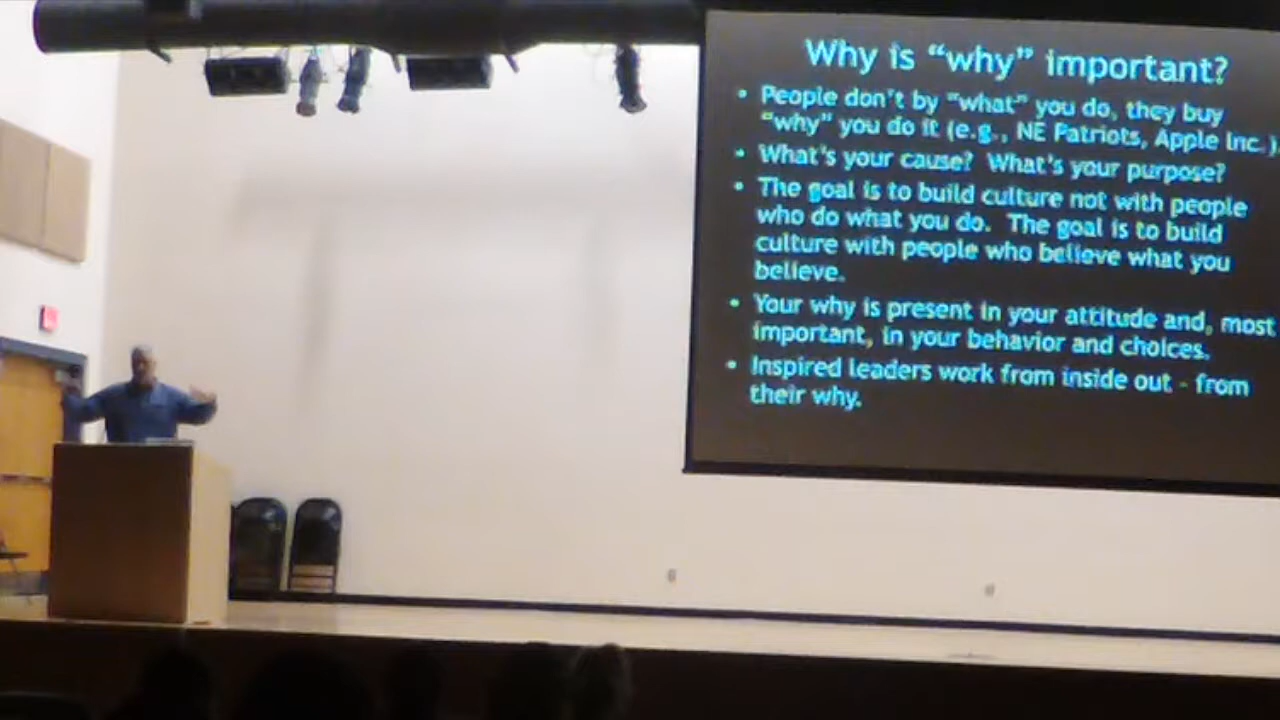 Why is “why” important?
• People don't by “what” you do, they buy
“why” you do it (e.g., NE Patriots, Apple Inc.).
• What's your cause?  What's your purpose?
• The goal is to build culture not with people
who do what you do.  The goal is to build
culture with people who believe what you
believe.
• Your why is present in your attitude and, most
important, in your behavior and choices.
• Inspired leaders work from inside out - from
their why.